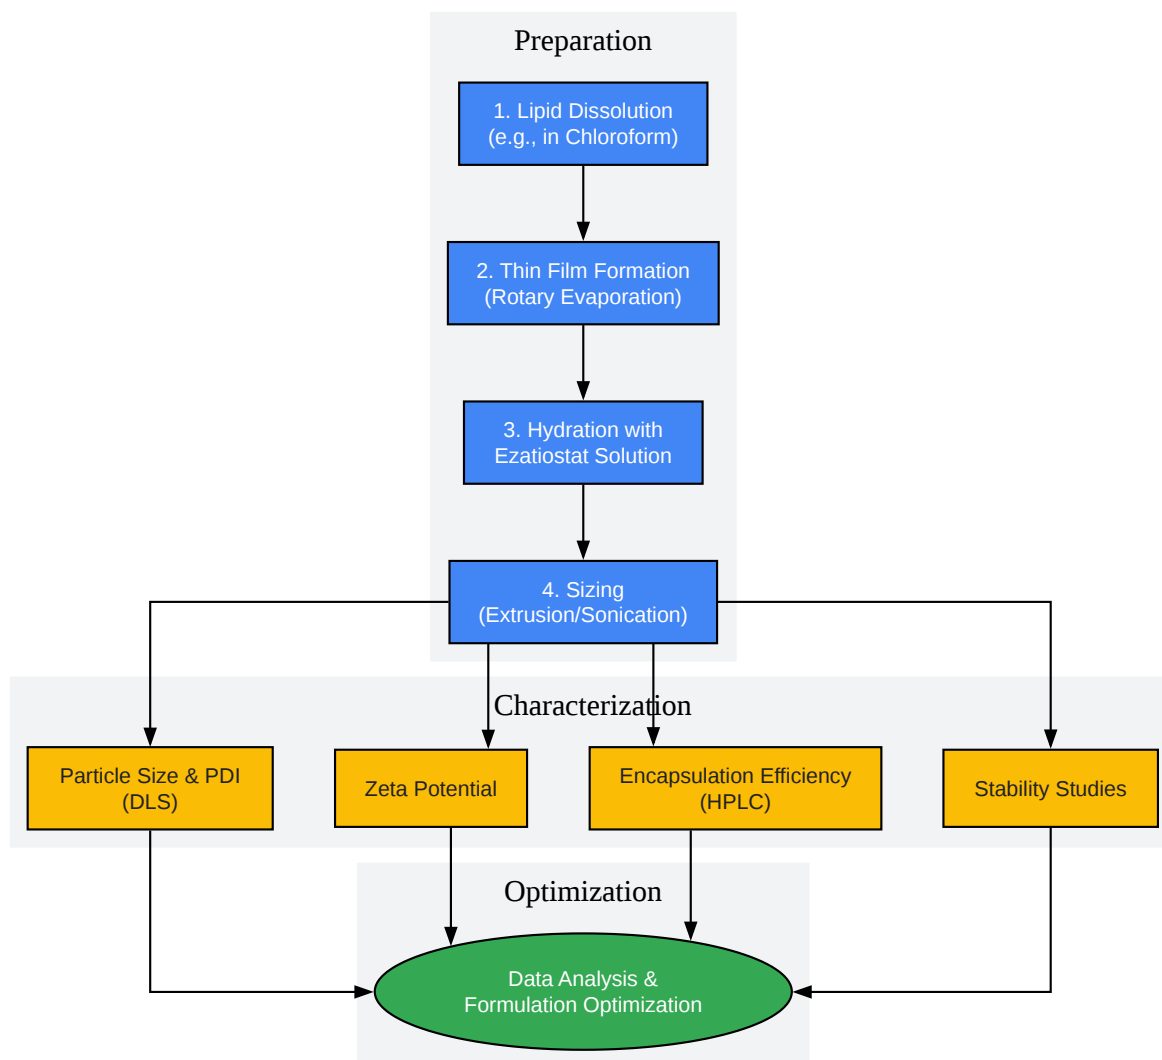 Preparation
1. Lipid Dissolution
(e.g., in Chloroform)
2. Thin Film Formation
(Rotary Evaporation)
3. Hydration with
Ezatiostat Solution
4. Sizing
(Extrusion/Sonication)
Characterization
Particle Size & PDI
(DLS)
Zeta Potential
Encapsulation Efficiency
(HPLC)
Stability Studies
Optimization
Data Analysis &
Formulation Optimization